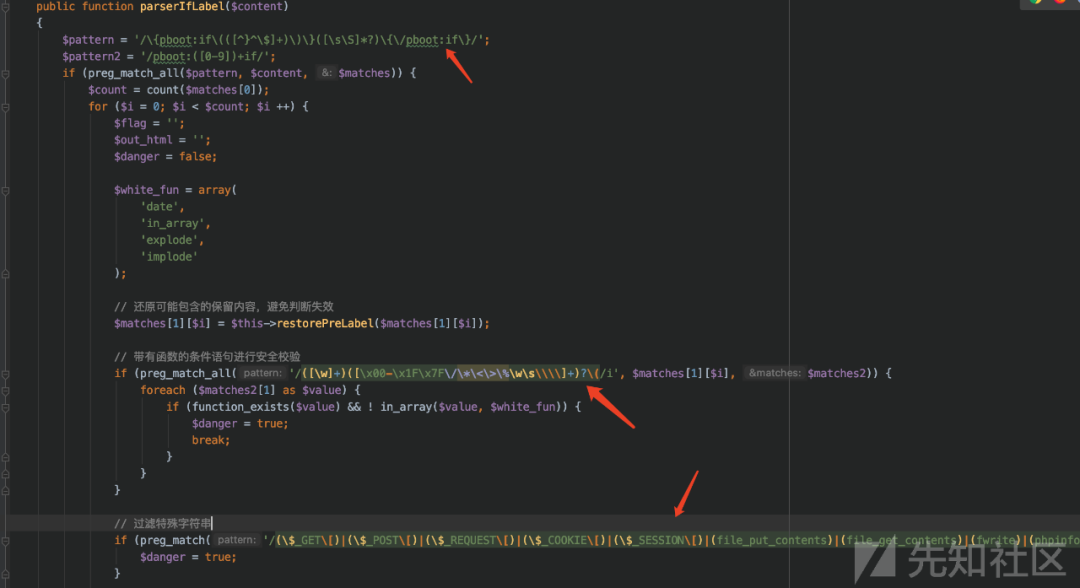 public function parserIfLabel($content)
{
$pattern = '/\{pboot:if\(([^}^\$]+)\)\}([\s\S]*?)\{\/pboot:if\}/';
$pattern2 = '/pboot:([0-9])+if/';
if (preg_match_all($pattern, $content, &: $matches)) {
$count = count($matches[0]);
for ($i = 0; $i < $count; $i ++) {
$flag = '';
$out_html = '';
$danger = false;
$white_fun = array(
'date',
'in_array',
'explode',
'implode'
);
// 还原可能包含的保留内容，避免判断失效
$matches[1][$i] = $this->restorePreLabel($matches[1][$i]);
// 带有函数的条件语句进行安全校验
if (preg_match_all( pattern: '/([\w]+)([\x00-\x1F\x7F\/\*\<\>\%\w\s\\\\]+)?\(/i', $matches[1][$i], &matches: $matches2)) {
foreach ($matches2[1] as $value) {
if (function_exists($value) && ! in_array($value, $white_fun)) {
$danger = true;
break;
}
}
}
// 过滤特殊字符串
if (preg_match( pattern: '/(\$_GET\[)|(\$_POST\[)|(\$_REQUEST\[)|(\$_COOKIE\[)|(\$_SESSION\[)|(file_put_contents)|(file_get_contents)|(fwrite)|(phpinfo
$danger = true;
}
先知社区